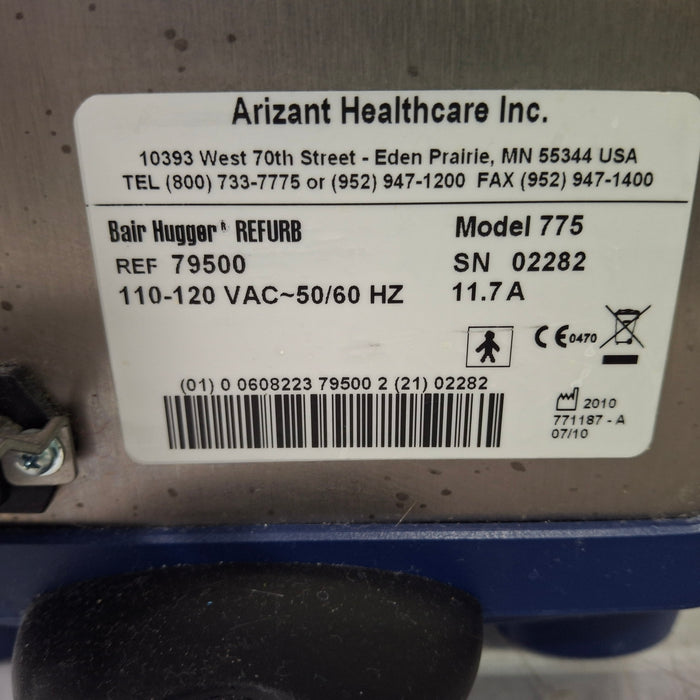 Arizant Healthcare Inc.
10393 West 70th Street - Eden Prairie, MN 55344 USA
TEL (800) 733-7775 or (952) 947-1200 FAX (952) 947-1400
Bair Hugger® REFURB
Model 775
REF 79500
SN 02282
110-120 VAC~50/60 HZ
11.7 A
CE 0470
(01) 0 0608223 79500 2 (21) 02282
2010
771187 - A
07/10